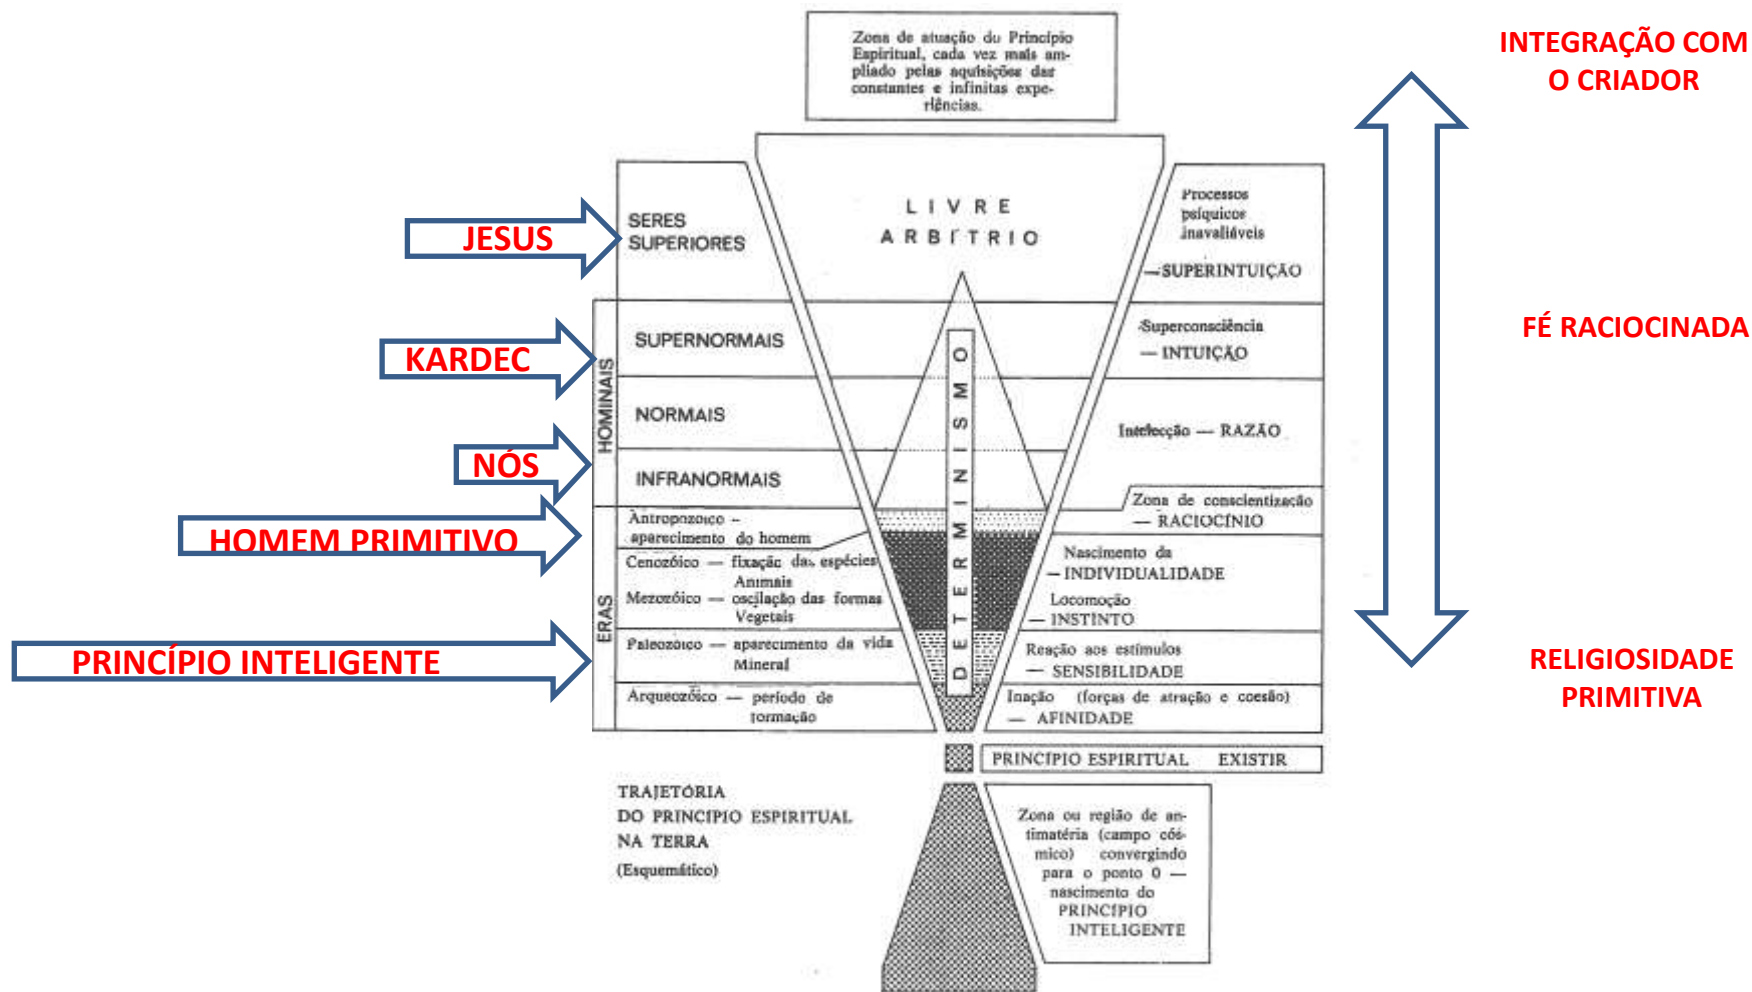 Zona de atuação du Princípio
Espiritual, cada vez mais am-
pliado pelas aquisições das
constantes e infinitas expe-
riências.
INTEGRAÇÃO COM
O CRIADOR
JESUS
SERES
SUPERIORES
LIVRE
ARBÍTRIO
Processos
psíquicos
inavaliáveis
—SUPERINTUIÇÃO
KARDEC
HOMINAIS
SUPERNORMAIS
Superconsciência
— INTUIÇÃO
FÉ RACIOCINADA
NORMAIS
Intelecção — RAZÃO
NÓS
INFRANORMAIS
DETERMINISMO
Zona de conscientização
— RACIOCÍNIO
HOMEM PRIMITIVO
Antropozoico –
aparecimento do homem
ERAS
Cenozóico — fixação das espécies
Animais
Mezozóico — oscilação das formas
Vegetais
Nascimento da
—INDIVIDUALIDADE
Locomoção
—INSTINTO
PRINCÍPIO INTELIGENTE
Paleozóico — aparecumento da vida
Mineral
Reação aos estímulos
— SENSIBILIDADE
RELIGIOSIDADE
PRIMITIVA
Arqueozóico — período de
formação
Inação (forças de atração e coesão)
— AFINIDADE
PRINCÍPIO ESPIRITUAL EXISTIR
TRAJETÓRIA
DO PRINCIPIO ESPIRITUAL
NA TERRA
(Esquemático)
Zona ou região de an-
timatéria (campo cós-
mico) convergindo
para o ponto 0 —
nascimento do
PRINCÍPIO
INTELIGENTE